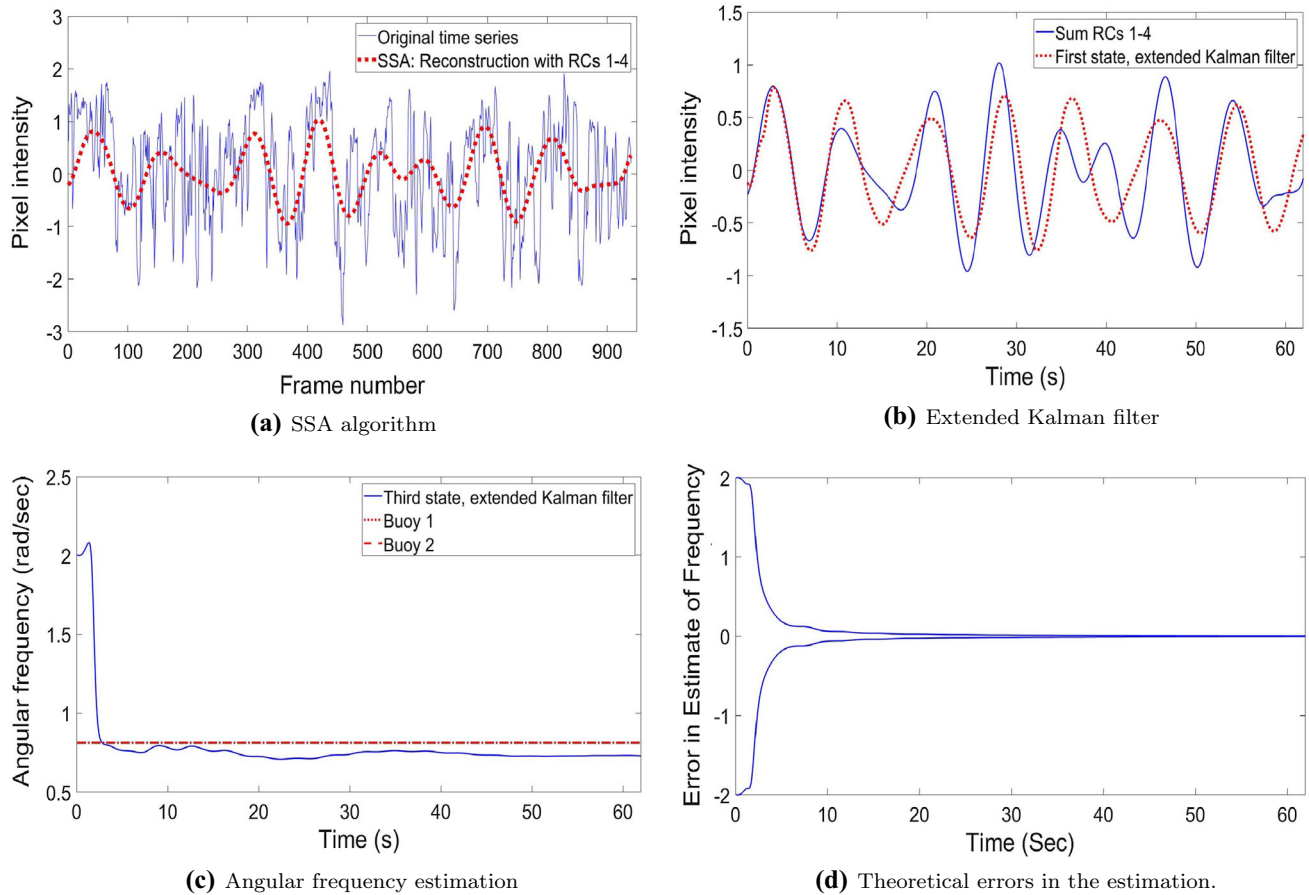 3
2
1
0
-1
-2
-3
0 100 200 300 400 500 600 700 800 900
Pixel intensity
Frame number
Original time series
SSA: Reconstruction with RCs 1-4
(a) SSA algorithm
1.5
1
0.5
0
-0.5
-1
-1.5
0 10 20 30 40 50 60
Pixel intensity
Time (s)
Sum RCs 1-4
First state, extended Kalman filter
(b) Extended Kalman filter
2.5
2
1.5
1
0.5
0 10 20 30 40 50 60
Angular frequency (rad/sec)
Time (s)
Third state, extended Kalman filter
Buoy 1
Buoy 2
(c) Angular frequency estimation
2
1
0
-1
-2
0 10 20 30 40 50 60
Error in Estimate of Frequency
Time (Sec)
(d) Theoretical errors in the estimation.